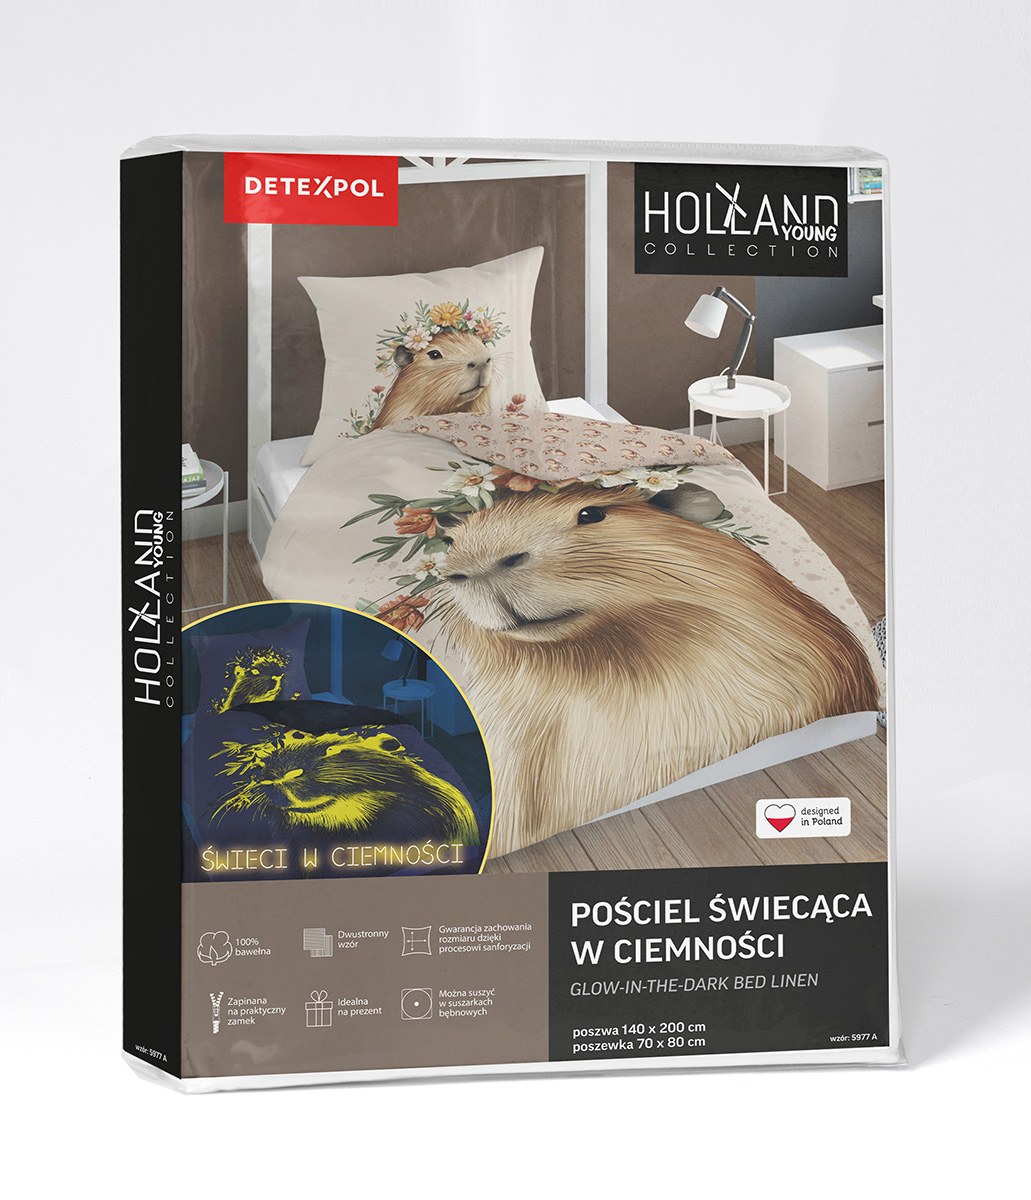 DETEXPOL
HOLLAND
YOUNG
COLLECTION
HOLLAND
YOUNG
COLLECTION
designed
in Poland
ŚWIECI W CIEMNOŚCI
100%
bawełna
Dwustronny
wzór
Gwarancja zachowania
rozmiaru dzięki
procesowi sanforyzacji
Zapinana
na praktyczny
zamek
Idealna
na prezent
Można suszyć
w suszarkach
bębnowych
POŚCIEL ŚWIECĄCA
W CIEMNOŚCI
GLOW-IN-THE-DARK BED LINEN
poszwa 140 x 200 cm
poszewka 70 x 80 cm
wzór: 5977 A
wzór: 5977 A